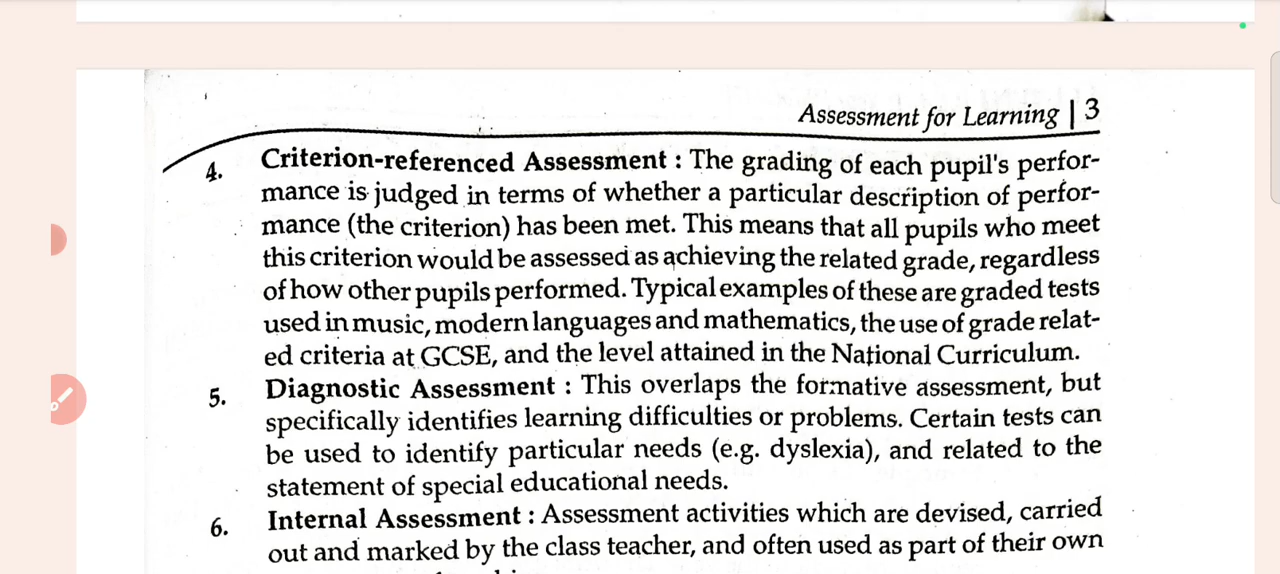 Assessment for Learning | 3
4. Criterion-referenced Assessment : The grading of each pupil's perfor-
mance is judged in terms of whether a particular description of perfor-
mance (the criterion) has been met. This means that all pupils who meet
this criterion would be assessed as achieving the related grade, regardless
of how other pupils performed. Typical examples of these are graded tests
used in music, modern languages and mathematics, the use of grade relat-
ed criteria at GCSE, and the level attained in the National Curriculum.
5. Diagnostic Assessment : This overlaps the formative assessment, but
specifically identifies learning difficulties or problems. Certain tests can
be used to identify particular needs (e.g. dyslexia), and related to the
statement of special educational needs.
6. Internal Assessment : Assessment activities which are devised, carried
out and marked by the class teacher, and often used as part of their own